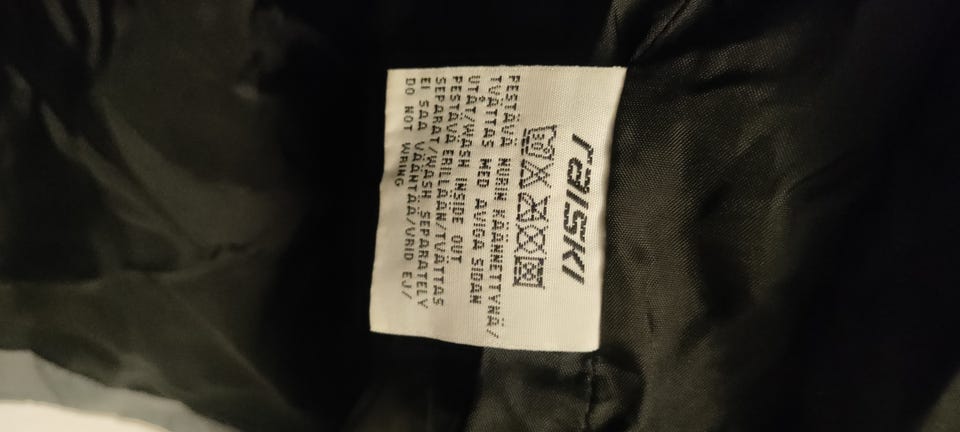 raiski
30
PESTÄVÄ NURIN KÄÄNNETTYNÄ/
TVÄTTAS MED AVIGA SIDAN
UTÅT/WASH INSIDE OUT
PESTÄVÄ ERILLÄÄN/TVÄTTAS
SEPARAT/WASH SEPARATELY
EI SAA VÄÄNTÄÄ/VRID EJ/
DO NOT WRING